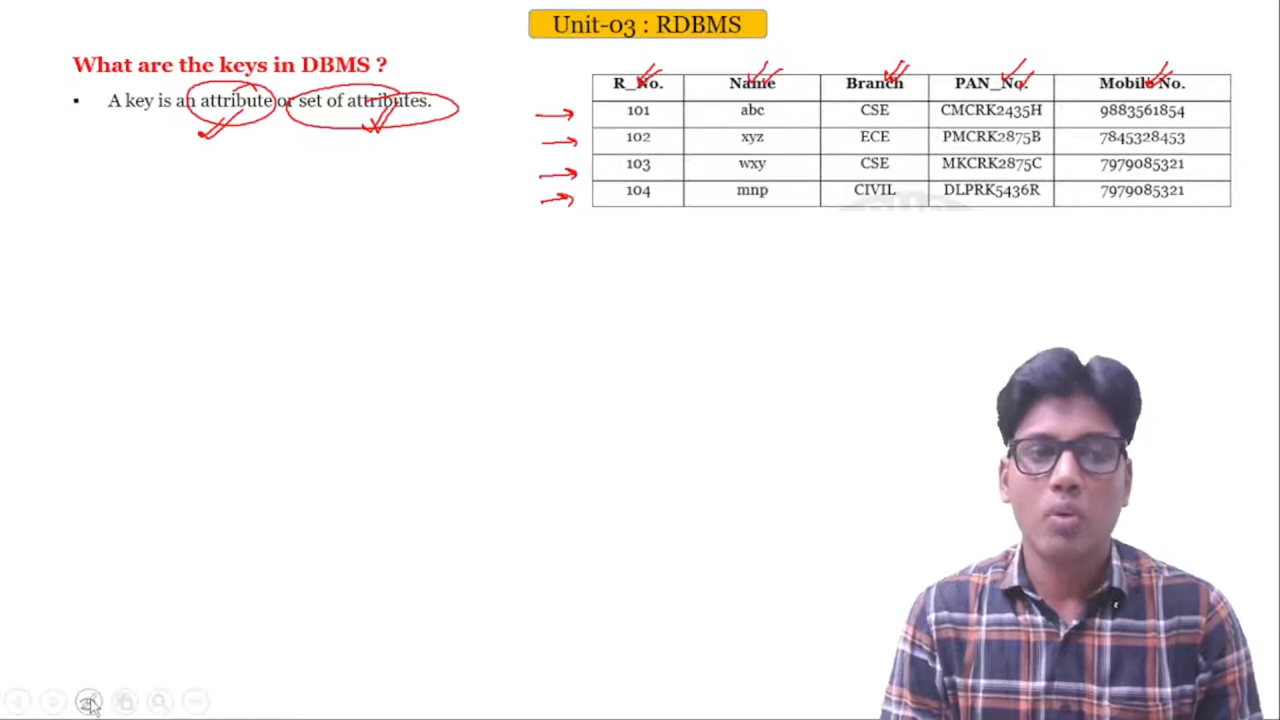 Unit-03 : RDBMS
What are the keys in DBMS ?
▪ A key is an attribute or set of attributes.
R_No. Name Branch PAN_No. Mobile No.
101 abc CSE CMCRK2435H 9883561854
102 xyz ECE PMCRK2875B 7845328453
103 wxy CSE MKCRK2875C 7979085321
104 mnp CIVIL DLPRK5436R 7979085321